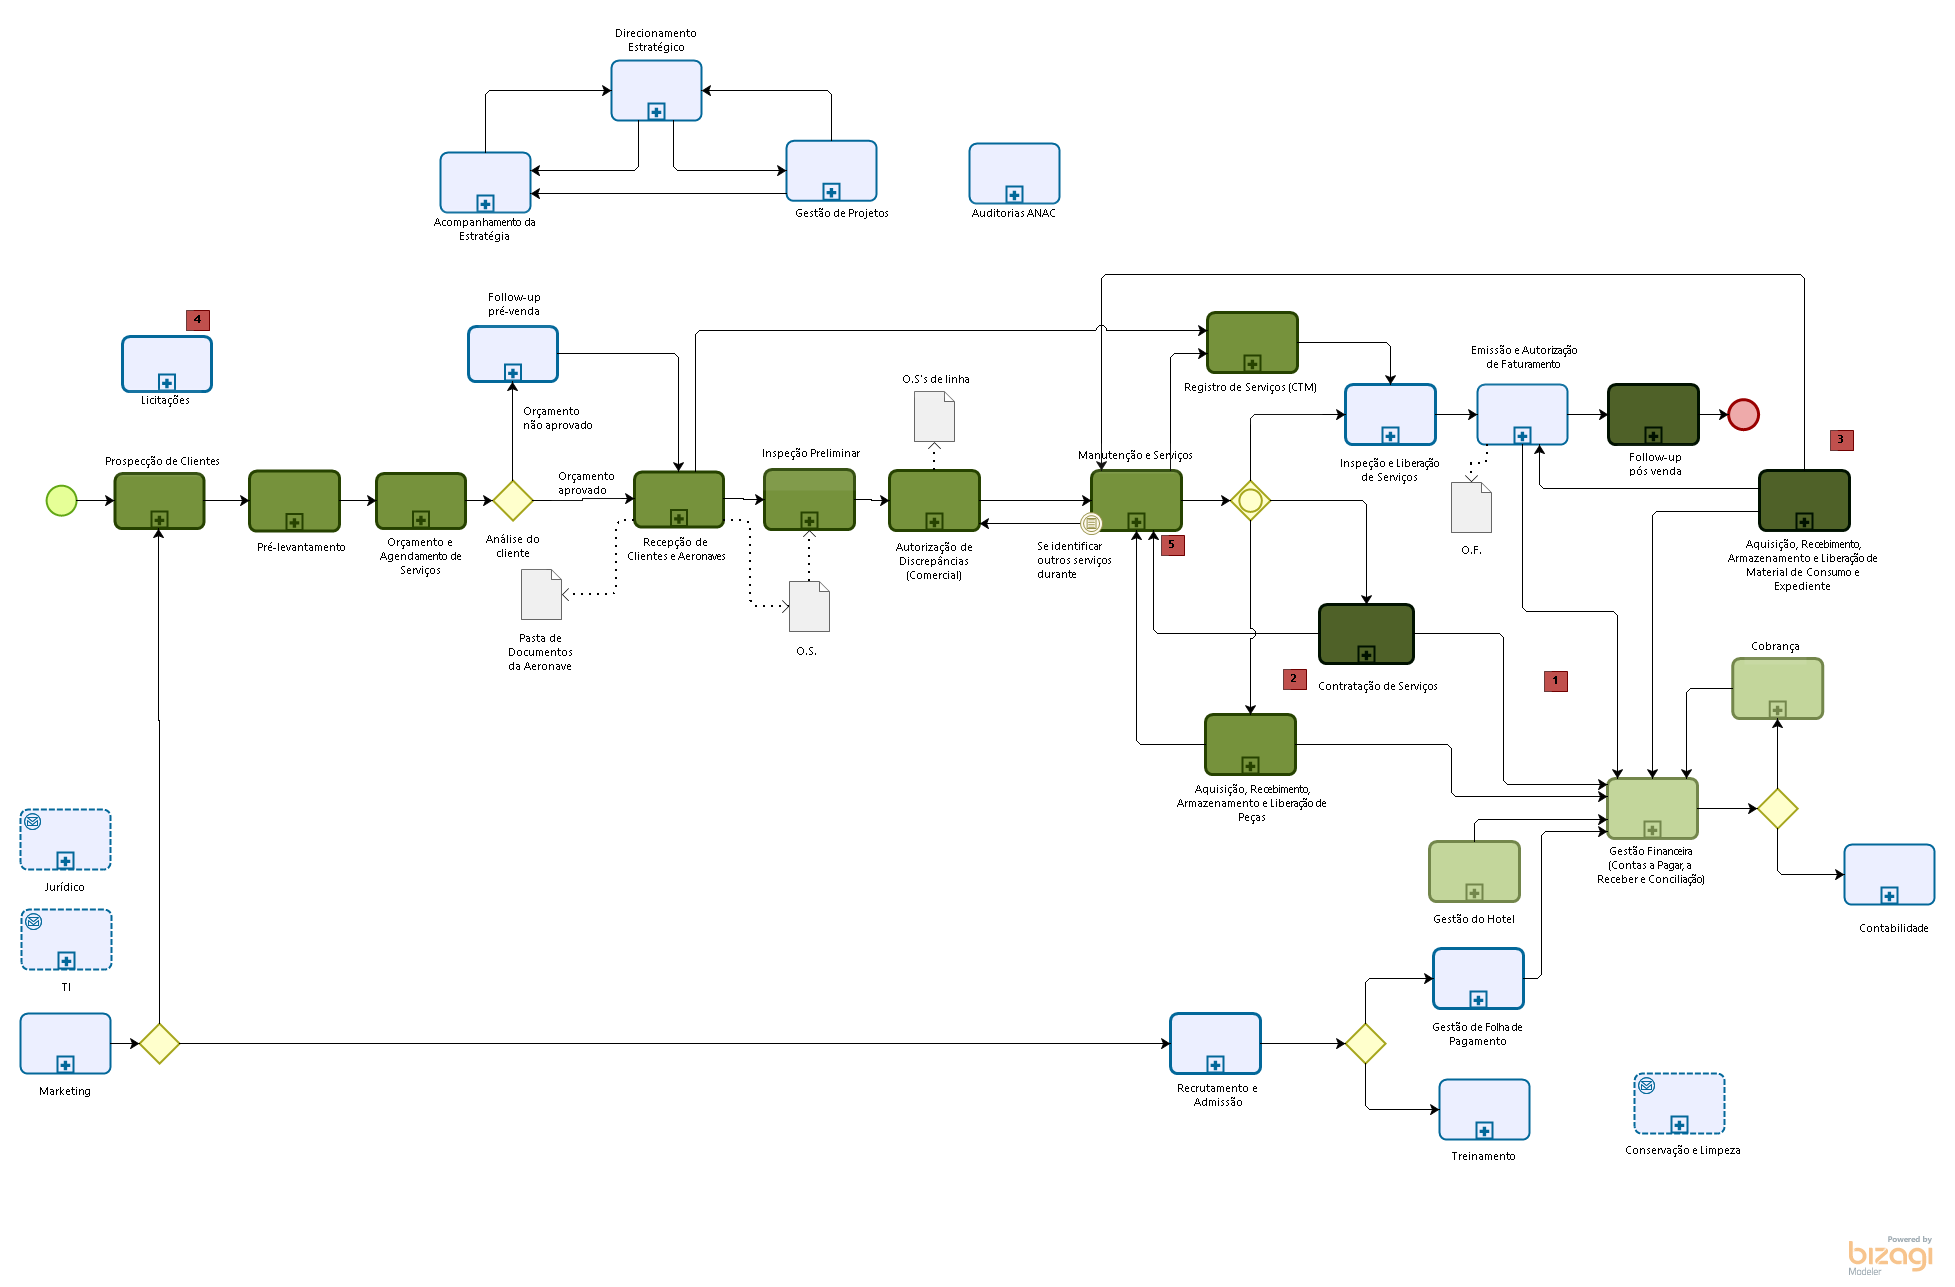 Direcionamento
Estratégico
Acompanhamento da
Estratégia
Gestão de Projetos
Auditorias ANAC
4
Licitações
Follow-up
pré-venda
Orçamento
não aprovado
Prospecção de Clientes
Pré-levantamento
Orçamento e
Agendamento de
Serviços
Análise do
cliente
Orçamento
aprovado
Recepção de
Clientes e Aeronaves
Pasta de
Documentos
da Aeronave
Inspeção Preliminar
O.S.
O.S's de linha
Autorização de
Discrepâncias
(Comercial)
Manutenção e Serviços
Se identificar
outros serviços
durante
5
Registro de Serviços (CTM)
Inspeção e Liberação
de Serviços
Emissão e Autorização
de Faturamento
O.F.
Follow-up
pós venda
3
Aquisição, Recebimento,
Armazenamento e Liberação de
Material de Consumo e
Expediente
2
Contratação de Serviços
1
Cobrança
Aquisição, Recebimento,
Armazenamento e Liberação de
Peças
Gestão Financeira
(Contas a Pagar, a
Receber e Conciliação)
Gestão do Hotel
Contabilidade
Jurídico
TI
Marketing
Recrutamento e
Admissão
Gestão de Folha de
Pagamento
Treinamento
Conservação e Limpeza
Powered by
bizagi
Modeler